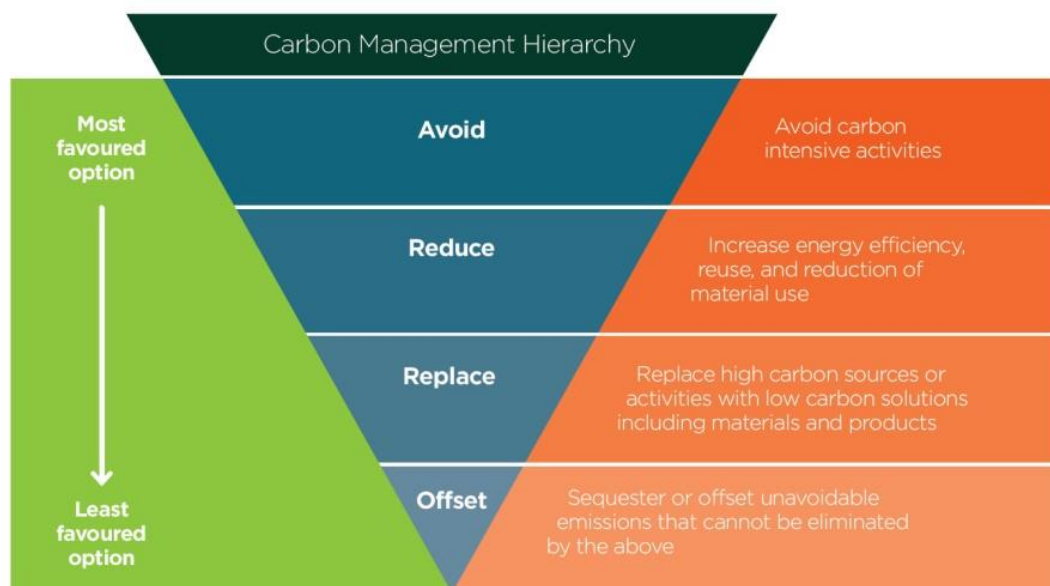 Carbon Management Hierarchy
Most
favoured
option
Avoid
Avoid carbon
intensive activities
Reduce
Increase energy efficiency,
reuse, and reduction of
material use
Replace
Replace high carbon sources or
activities with low carbon solutions
including materials and products
Least
favoured
option
Offset
Sequester or offset unavoidable
emissions that cannot be eliminated
by the above